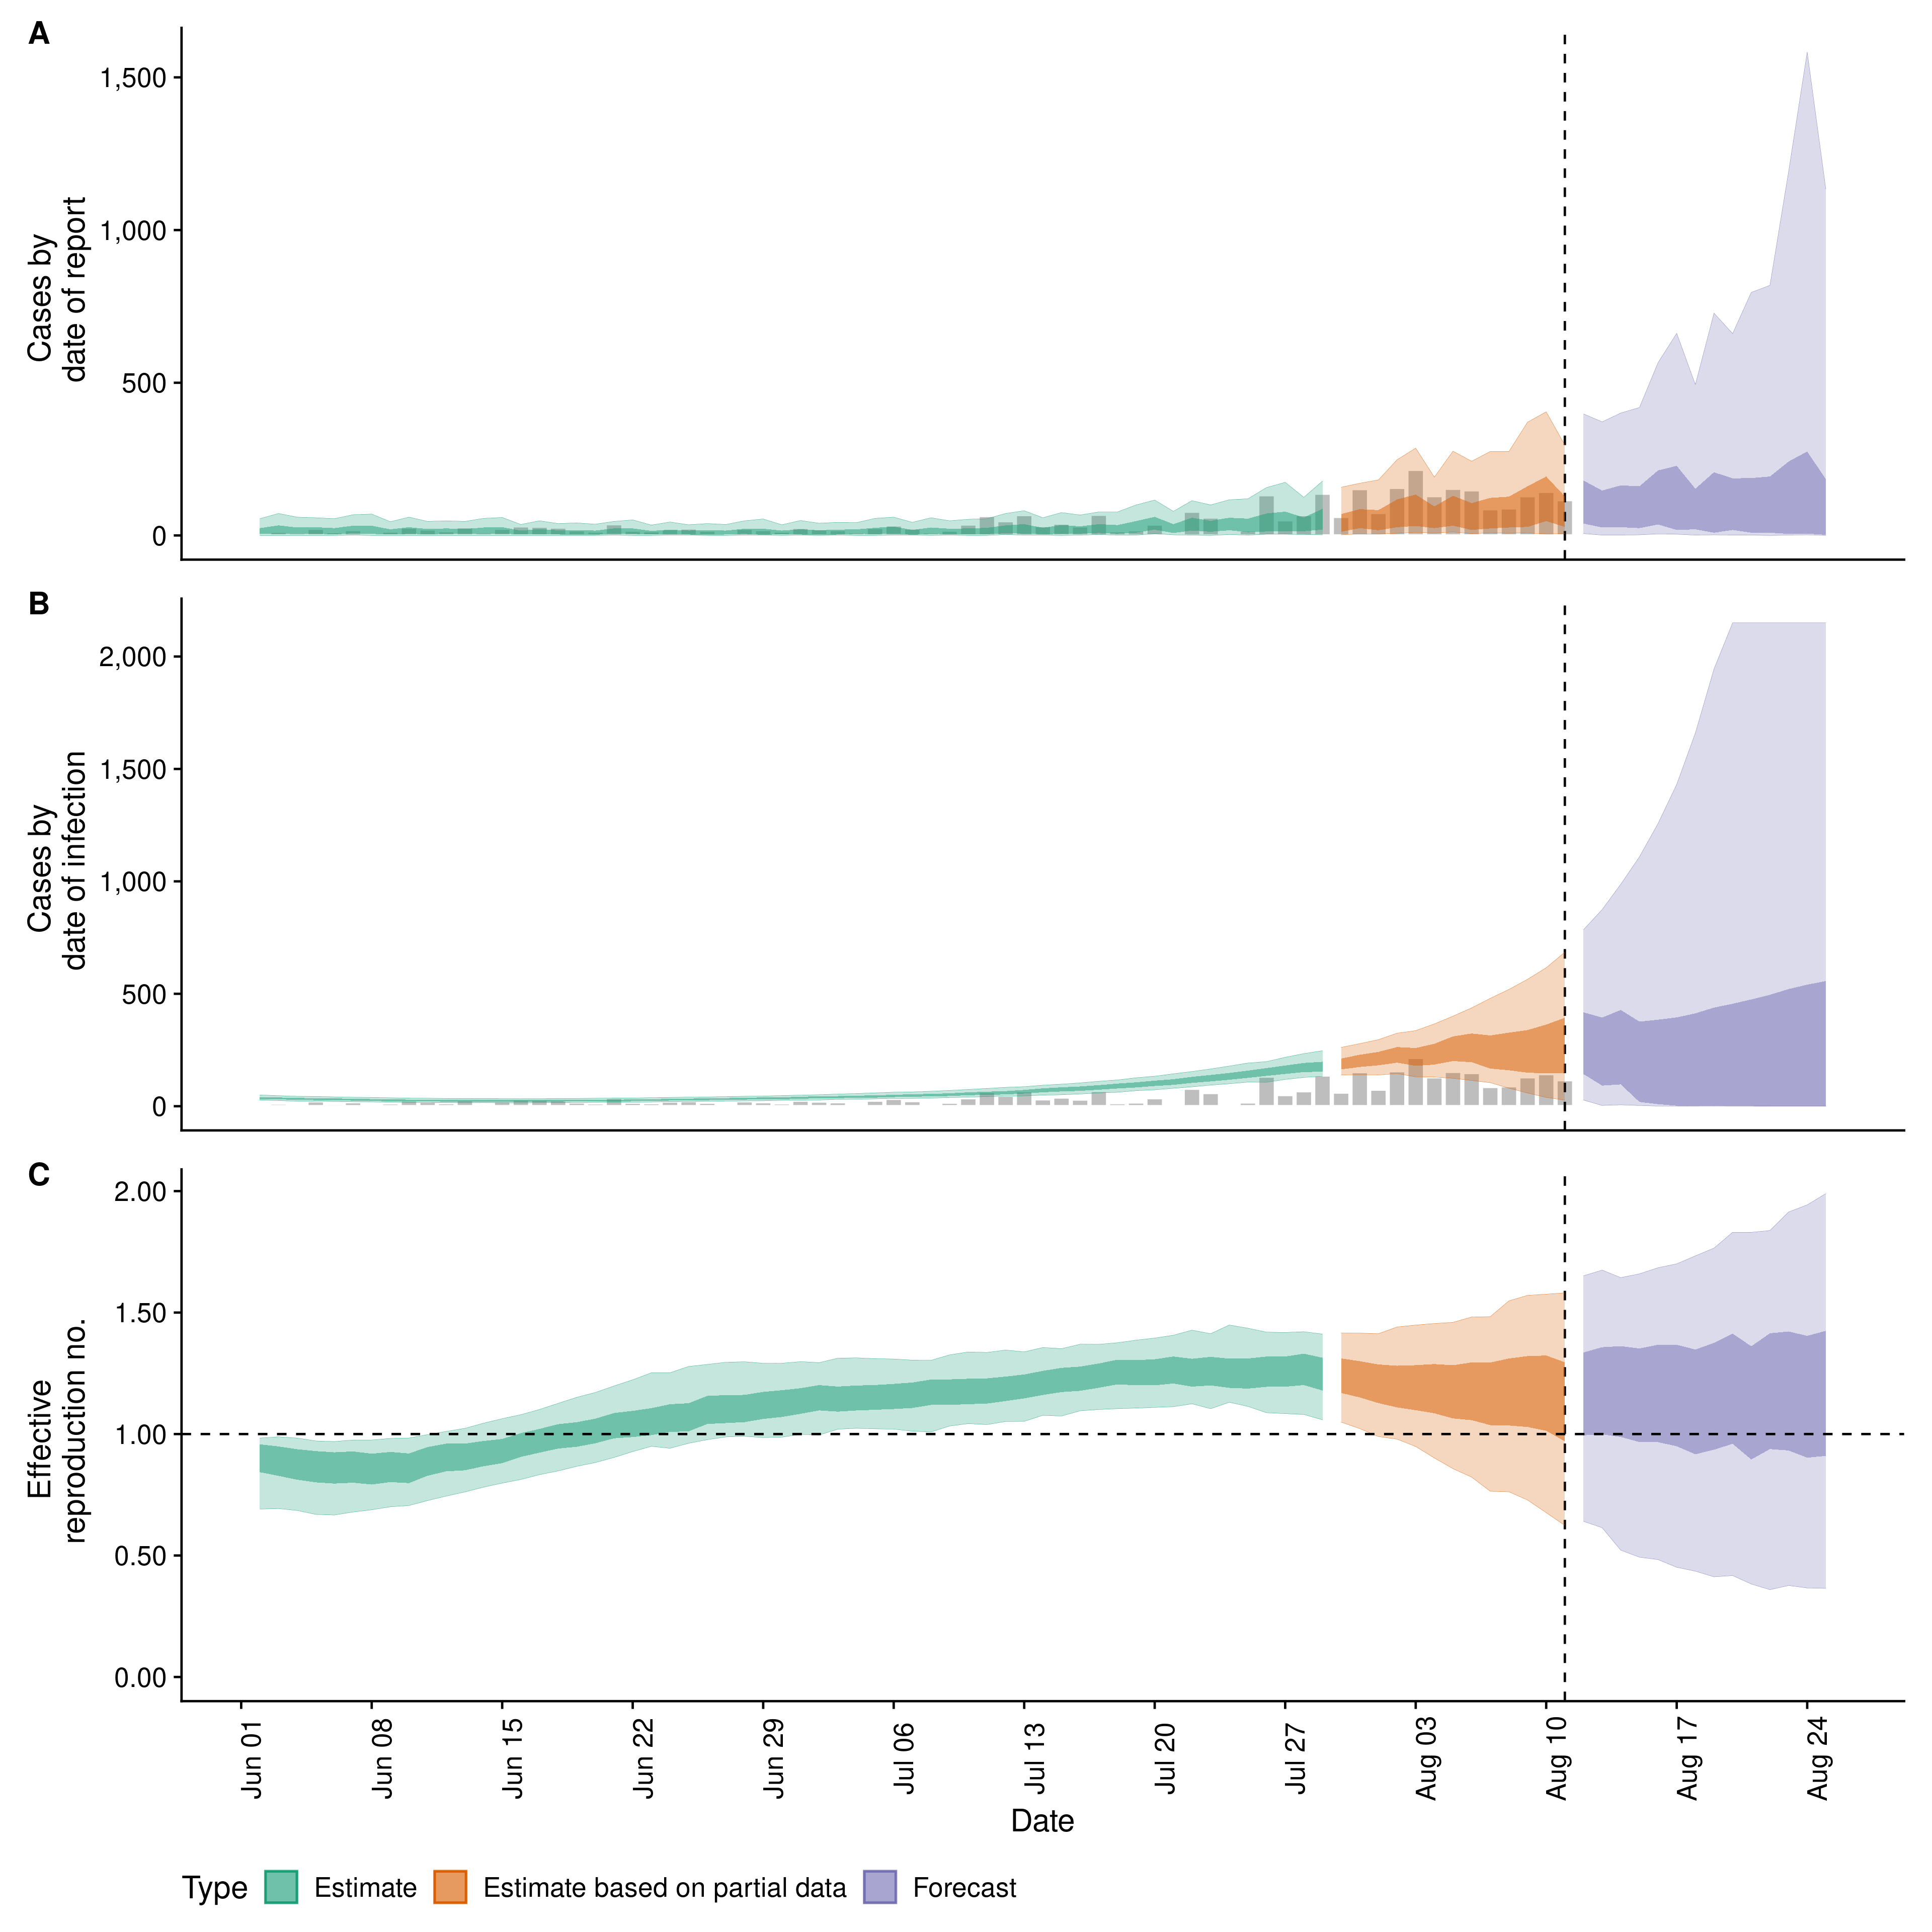 A
Cases by
date of report
1,500
1,000
500
0
B
Cases by
date of infection
2,000
1,500
1,000
500
0
C
Effective
reproduction no.
2.00
1.50
1.00
0.50
0.00
Jun 01
Jun 08
Jun 15
Jun 22
Jun 29
Jul 06
Jul 13
Jul 20
Jul 27
Aug 03
Aug 10
Aug 17
Aug 24
Date
Type Estimate Estimate based on partial data Forecast